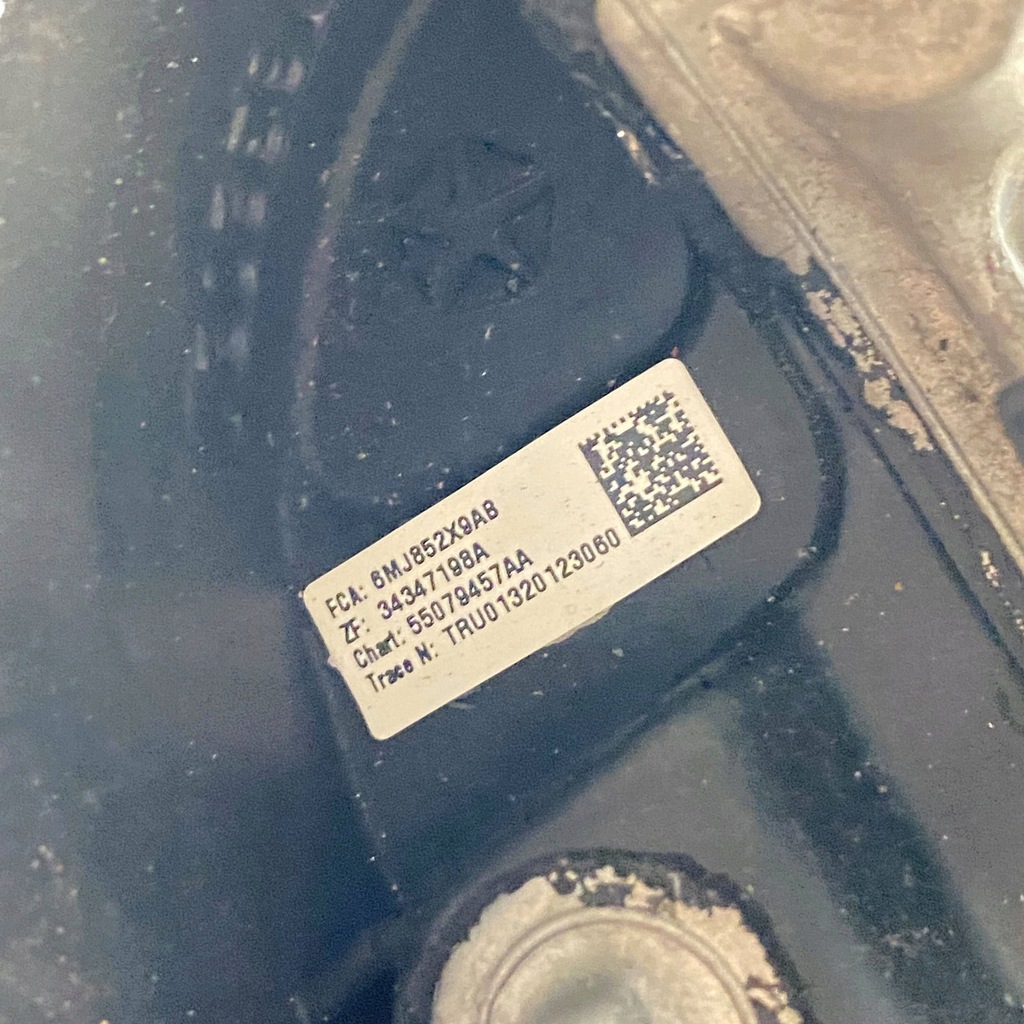 FCA: 6MJ852X9AB
ZF: 34347198A
Chart: 55079457AA
Trace N: TRU01320123060